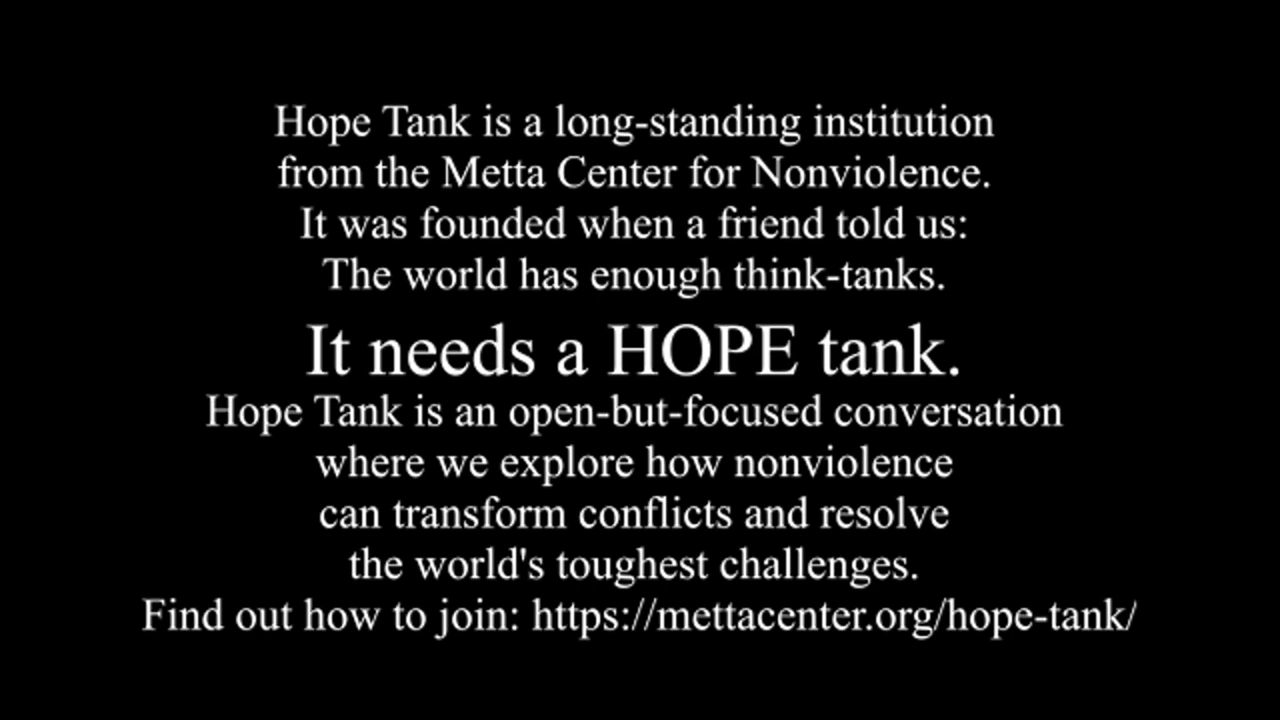 Hope Tank is a long-standing institution
from the Metta Center for Nonviolence.
It was founded when a friend told us:
The world has enough think-tanks.
It needs a HOPE tank.
Hope Tank is an open-but-focused conversation
where we explore how nonviolence
can transform conflicts and resolve
the world's toughest challenges.
Find out how to join: https://mettacenter.org/hope-tank/